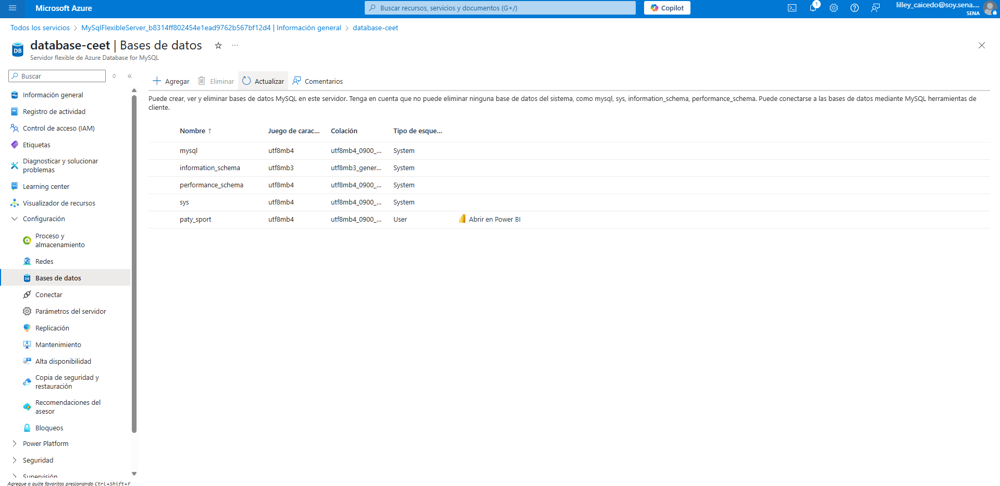 Microsoft Azure
Buscar recursos, servicios y documentos (G+/)
Copilot
1
lilley_caicedo@soy.sena....
SENA
Todos los servicios > MySqlFlexibleServer_b8314ff802454e1ead9762b567bf12d4 | Información general > database-ceet
DB
database-ceet | Bases de datos ☆ ...
Servidor flexible de Azure Database for MySQL
Buscar
Agregar Eliminar Actualizar Comentarios
Puede crear, ver y eliminar bases de datos MySQL en este servidor. Tenga en cuenta que no puede eliminar ninguna base de datos del sistema, como mysql, sys, information_schema, performance_schema. Puede conectarse a las bases de datos mediante MySQL herramientas de
cliente.
Información general
Registro de actividad
Control de acceso (IAM)
Etiquetas
Diagnosticar y solucionar
problemas
Learning center
Visualizador de recursos
Configuración
Proceso y
almacenamiento
Redes
Bases de datos
Conectar
Parámetros del servidor
Replicación
Mantenimiento
Alta disponibilidad
Copia de seguridad y
restauración
Recomendaciones del
asesor
Bloqueos
Power Platform
Seguridad
Supervisión
Agregue o quite favoritos presionando Ctrl+Shift+F
Nombre ↑ Juego de carac... Colación Tipo de esque...
mysql utf8mb4 utf8mb4_0900_... System
information_schema utf8mb3 utf8mb3_gener... System
performance_schema utf8mb4 utf8mb4_0900_... System
sys utf8mb4 utf8mb4_0900_... System
paty_sport utf8mb4 utf8mb4_0900_... User Abrir en Power BI